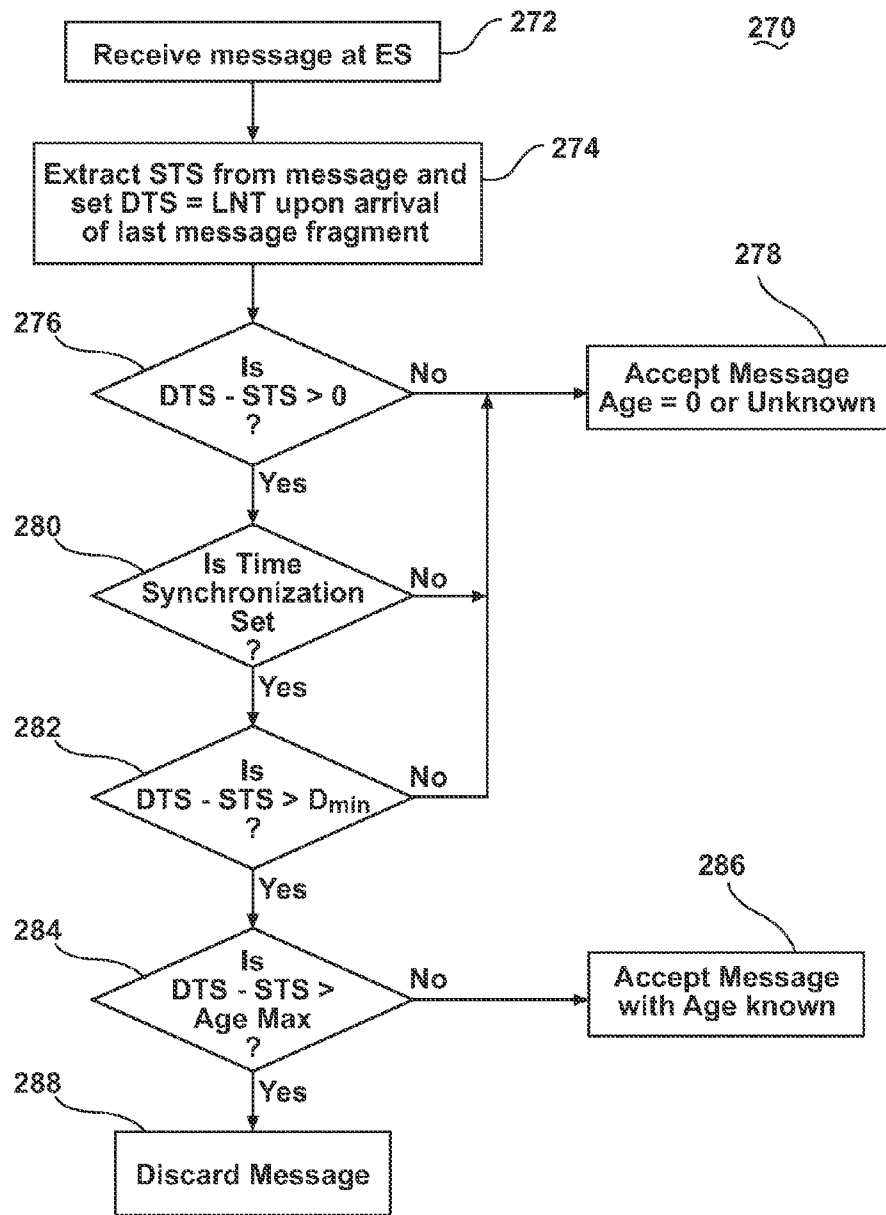 272
270
Receive message at ES
274
Extract STS from message and
set DTS = LNT upon arrival
of last message fragment
278
276
Is
DTS - STS > 0
?
No
Accept Message
Age = 0 or Unknown
Yes
280
Is Time
Synchronization
Set
?
No
Yes
282
Is
DTS - STS > Dmin
?
No
Yes
286
284
Is
DTS - STS >
Age Max
?
No
Accept Message
with Age known
Yes
288
Discard Message